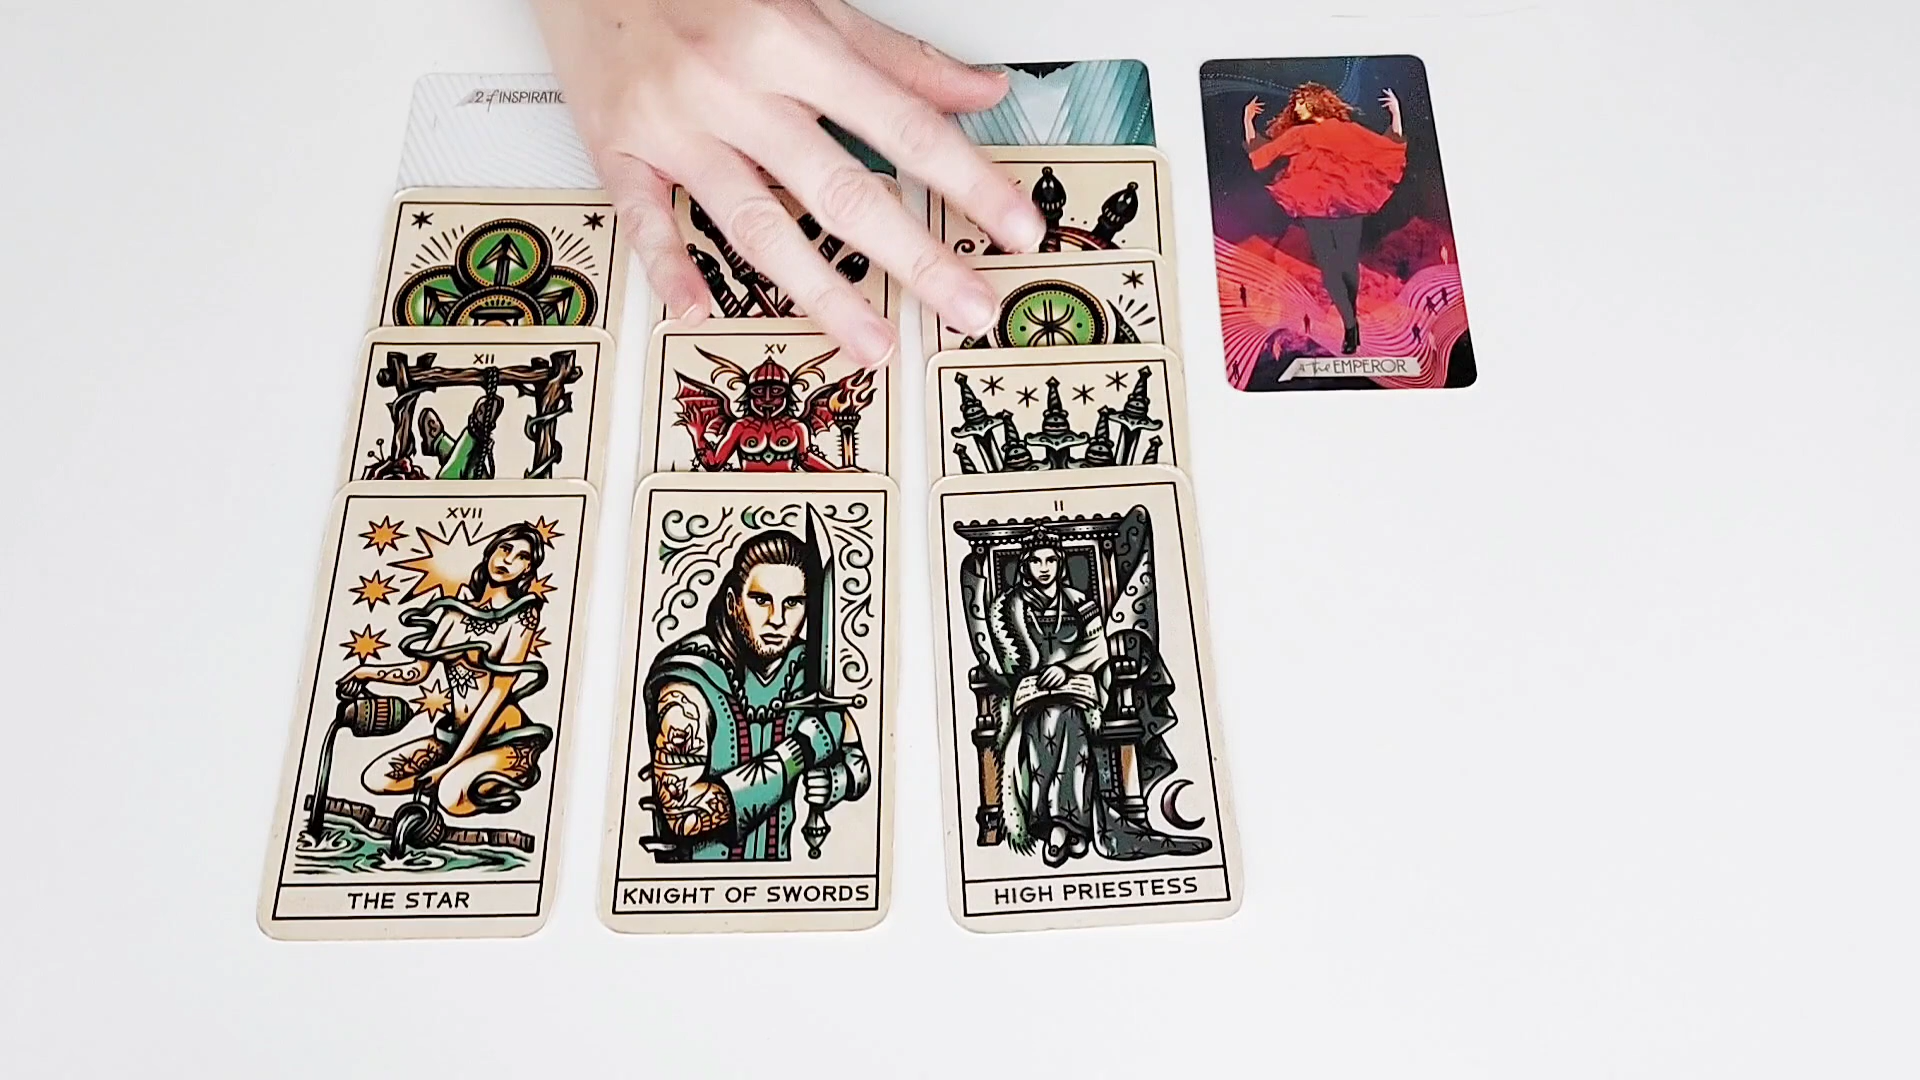 2 of INSPIRATIO
the EMPEROR
XII
XV
XVII
II
THE STAR
KNIGHT OF SWORDS
HIGH PRIESTESS